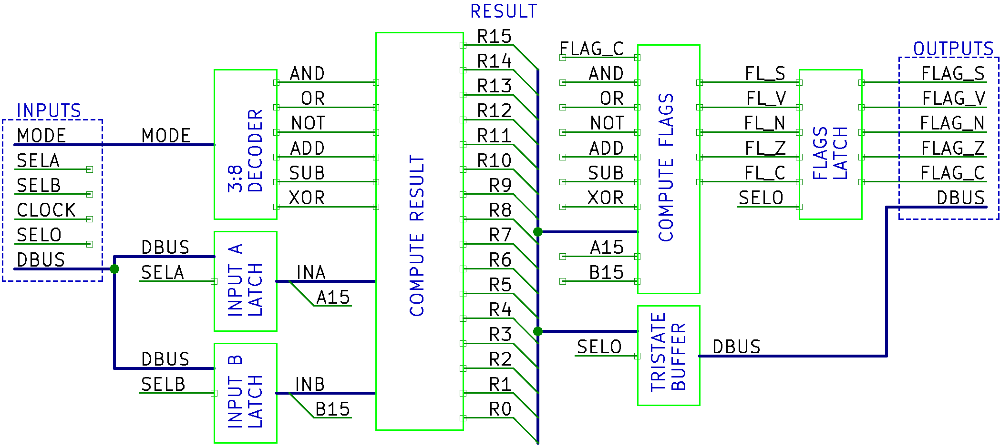 RESULT
INPUTS
MODE
SELA
SELB
CLOCK
SELO
DBUS
MODE
3:8
DECODER
AND
OR
NOT
ADD
SUB
XOR
DBUS
SELA
INPUT A
LATCH
INA
A15
DBUS
SELB
INPUT B
LATCH
INB
B15
COMPUTE RESULT
R15
R14
R13
R12
R11
R10
R9
R8
R7
R6
R5
R4
R3
R2
R1
R0
FLAG_C
AND
OR
NOT
ADD
SUB
XOR
A15
B15
COMPUTE FLAGS
SELO
TRISTATE
BUFFER
DBUS
FL_S
FL_V
FL_N
FL_Z
FL_C
SELO
FLAGS
LATCH
OUTPUTS
FLAG_S
FLAG_V
FLAG_N
FLAG_Z
FLAG_C
DBUS